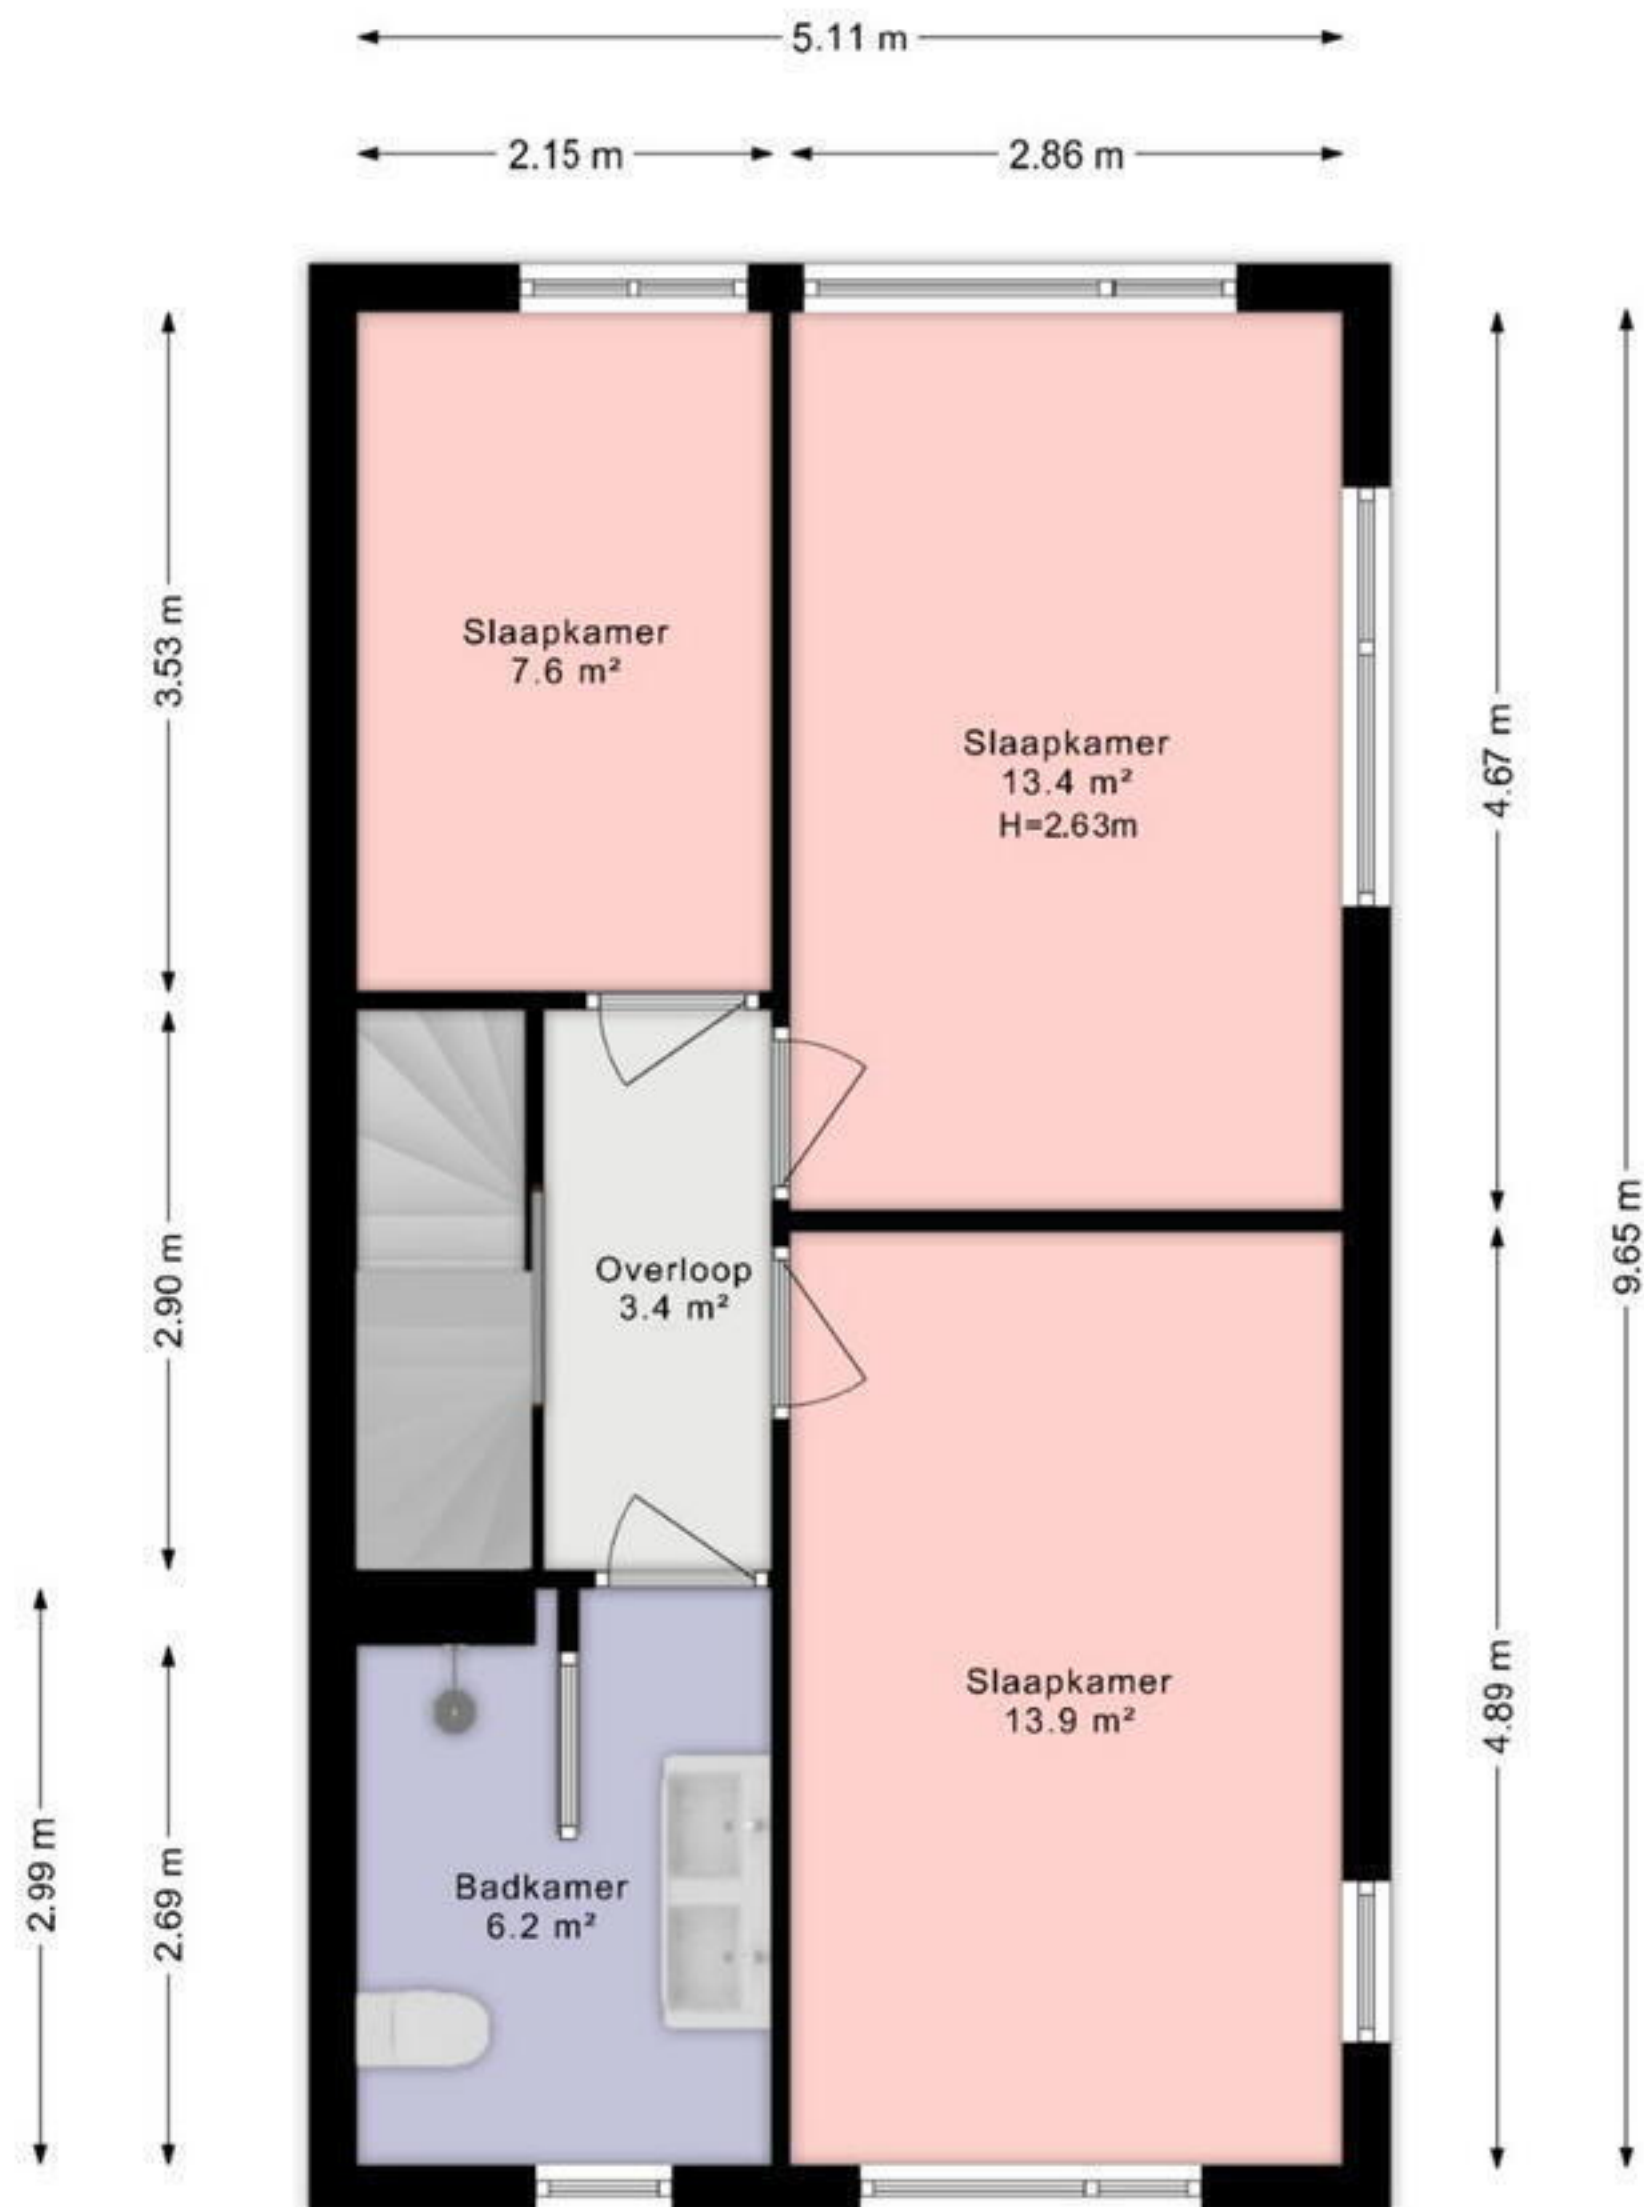 5.11 m
2.15 m
2.86 m
3.53 m
Slaapkamer
7.6 m²
Slaapkamer
13.4 m²
H=2.63m
4.67 m
9.65 m
2.90 m
Overloop
3.4 m²
Slaapkamer
13.9 m²
4.89 m
2.99 m
2.69 m
Badkamer
6.2 m²